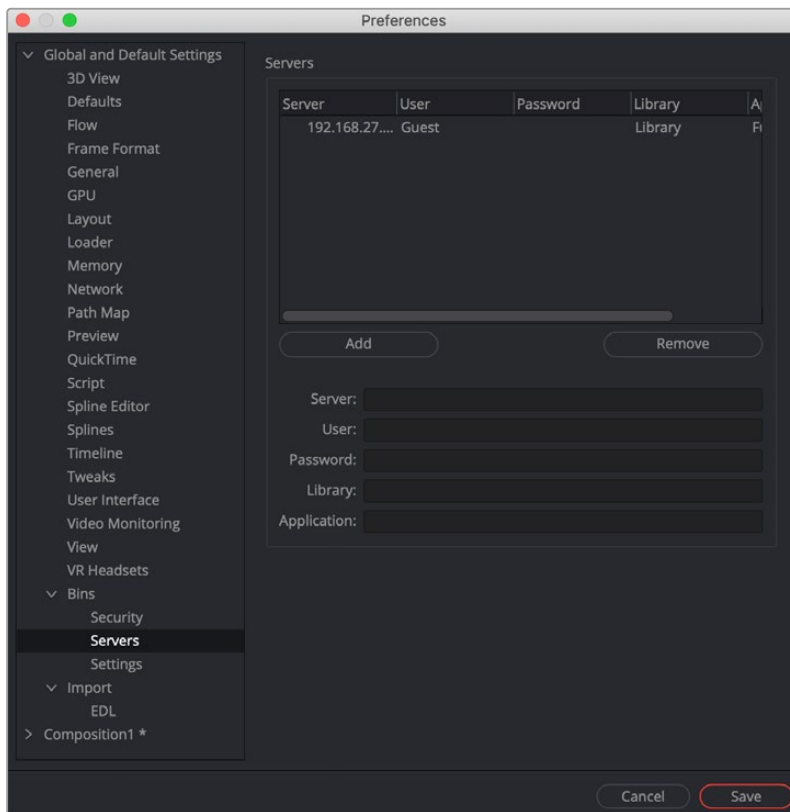 Preferences
Global and Default Settings
3D View
Defaults
Flow
Frame Format
General
GPU
Layout
Loader
Memory
Network
Path Map
Preview
QuickTime
Script
Spline Editor
Splines
Timeline
Tweaks
User Interface
Video Monitoring
View
VR Headsets
Bins
Security
Servers
Settings
Import
EDL
Composition1 *
Servers
Server User Password Library
192.168.27.... Guest Library
Add Remove
Server:
User:
Password:
Library:
Application:
Cancel Save